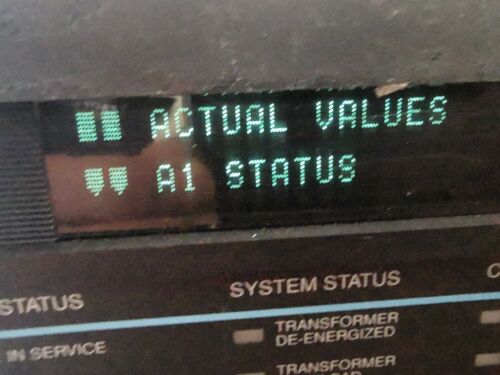 ACTUAL VALUES
A1 STATUS
STATUS
SYSTEM STATUS
IN SERVICE
TRANSFORMER
DE-ENERGIZED
TRANSFORMER